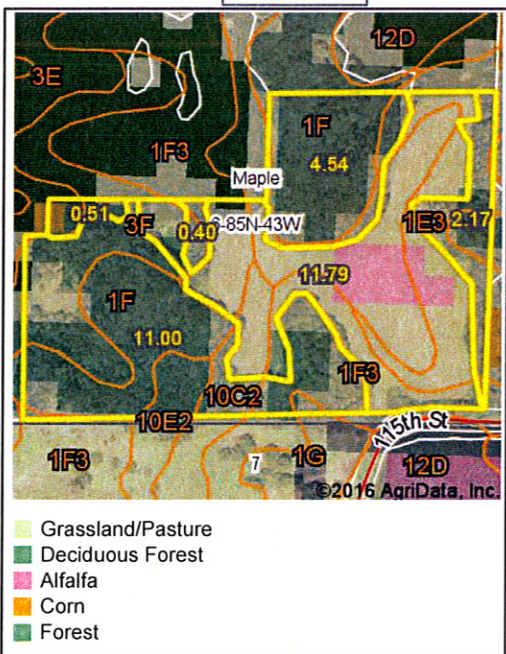 12D
3E
1F
4.54
1F3
Maple
0.51
3F
0.40
6-85N-43W
1E3
2.17
11.79
1F
11.00
1F3
10C2
10E2
115th St
1F3
7
1G
12D
©2016 AgriData, Inc.
Grassland/Pasture
Deciduous Forest
Alfalfa
Corn
Forest